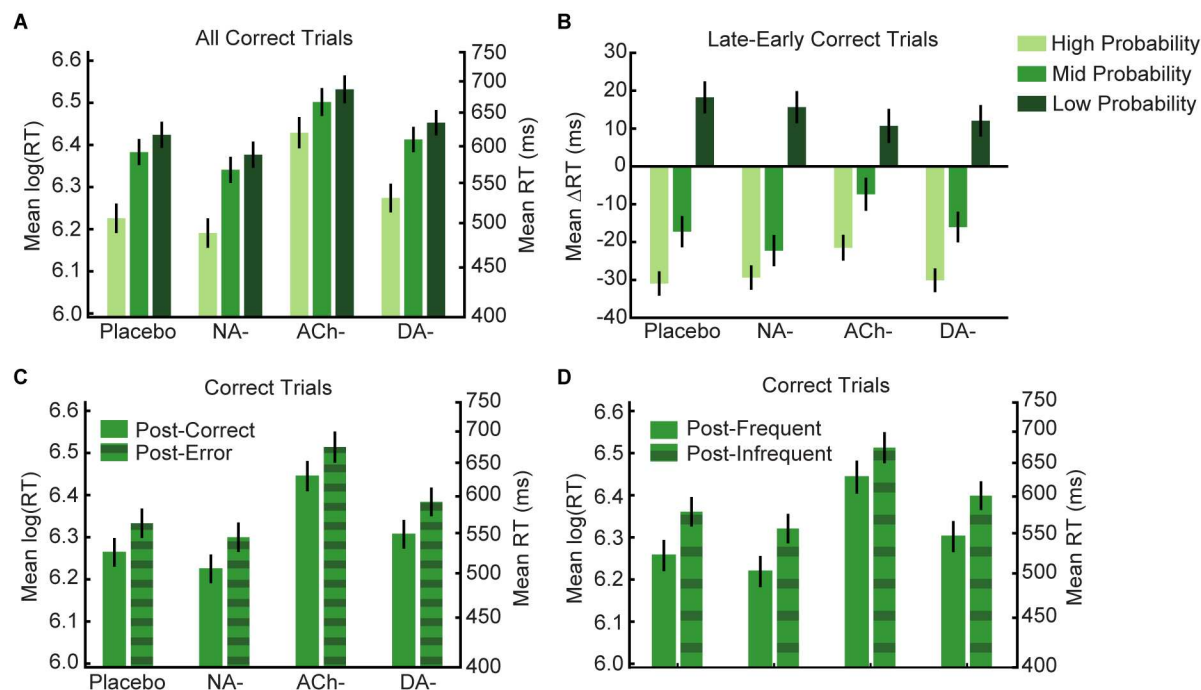 A
All Correct Trials
Mean log(RT)
6.6
6.5
6.4
6.3
6.2
6.1
6.0
750
700
650
600
550
500
450
400
Mean RT (ms)
Placebo NA- ACh- DA-
B
Late-Early Correct Trials
Mean ΔRT (ms)
30
20
10
0
-10
-20
-30
-40
Placebo NA- ACh- DA-
High Probability
Mid Probability
Low Probability
C
Correct Trials
Post-Correct
Post-Error
Mean log(RT)
6.6
6.5
6.4
6.3
6.2
6.1
6.0
750
700
650
600
550
500
450
400
Mean RT (ms)
Placebo NA- ACh- DA-
D
Correct Trials
Post-Frequent
Post-Infrequent
Mean log(RT)
6.6
6.5
6.4
6.3
6.2
6.1
6.0
750
700
650
600
550
500
450
400
Mean RT (ms)